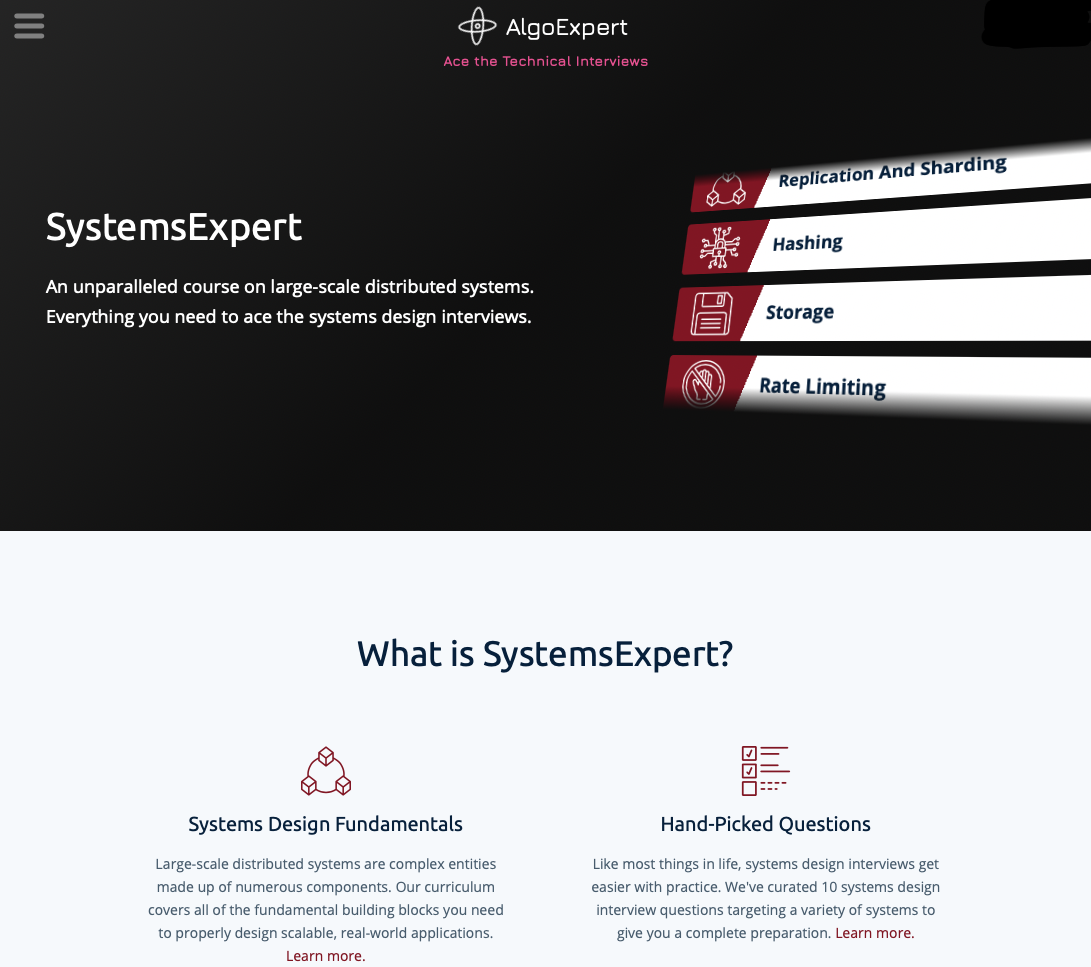 AlgoExpert
Ace the Technical Interviews
SystemsExpert
An unparalleled course on large-scale distributed systems.
Everything you need to ace the systems design interviews.
Replication And Sharding
Hashing
Storage
Rate Limiting
What is SystemsExpert?
Systems Design Fundamentals
Large-scale distributed systems are complex entities
made up of numerous components. Our curriculum
covers all of the fundamental building blocks you need
to properly design scalable, real-world applications.
Learn more.
Hand-Picked Questions
Like most things in life, systems design interviews get
easier with practice. We've curated 10 systems design
interview questions targeting a variety of systems to
give you a complete preparation. Learn more.